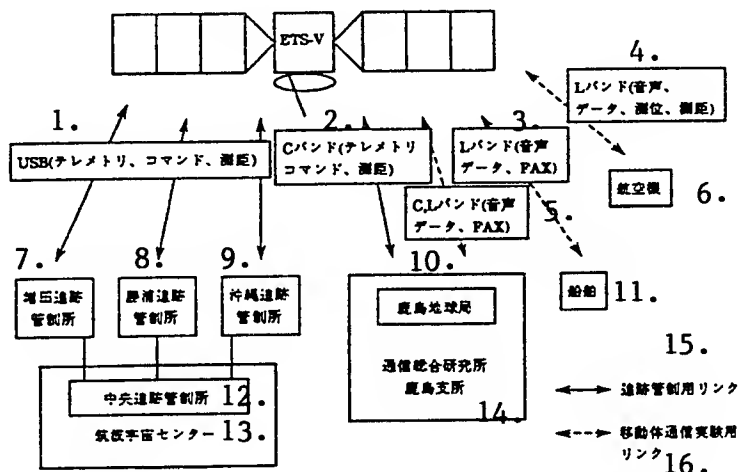 ETS-V
4.
Lバンド(音声、
データ、測位、測距)
1.
USB(テレメトリ、コマンド、測距)
2.
Cバンド(テレメトリ
コマンド、測距)
3.
Lバンド(音声
データ、FAX)
5.
C,Lバンド(音声
データ、FAX)
航空機
6.
7.
増田追跡
管制所
8.
勝浦追跡
管制所
9.
沖縄追跡
管制所
10.
鹿島地球局
通信総合研究所
鹿島支所
14.
船舶
11.
中央追跡管制所
12.
筑波宇宙センター
13.
15.
追跡管制用リンク
移動体通信実験用
リンク
16.